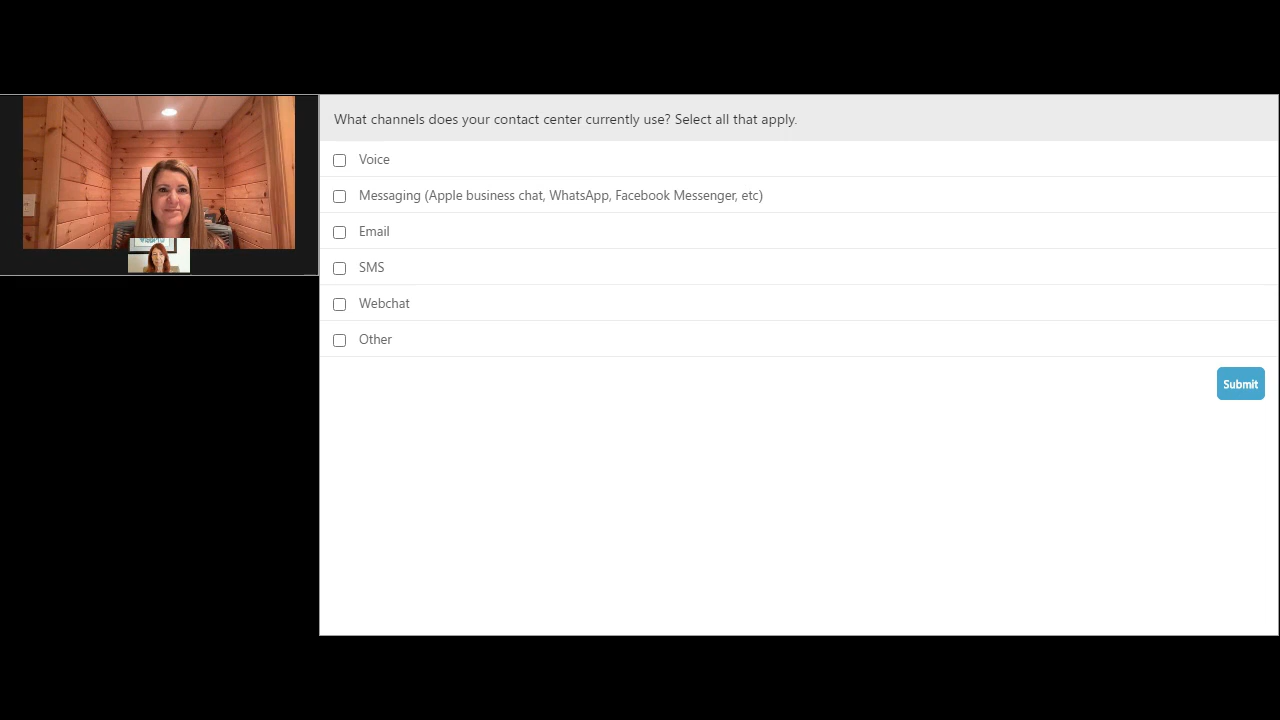 What channels does your contact center currently use? Select all that apply.
Voice
Messaging (Apple business chat, WhatsApp, Facebook Messenger, etc)
Email
SMS
Webchat
Other
Submit